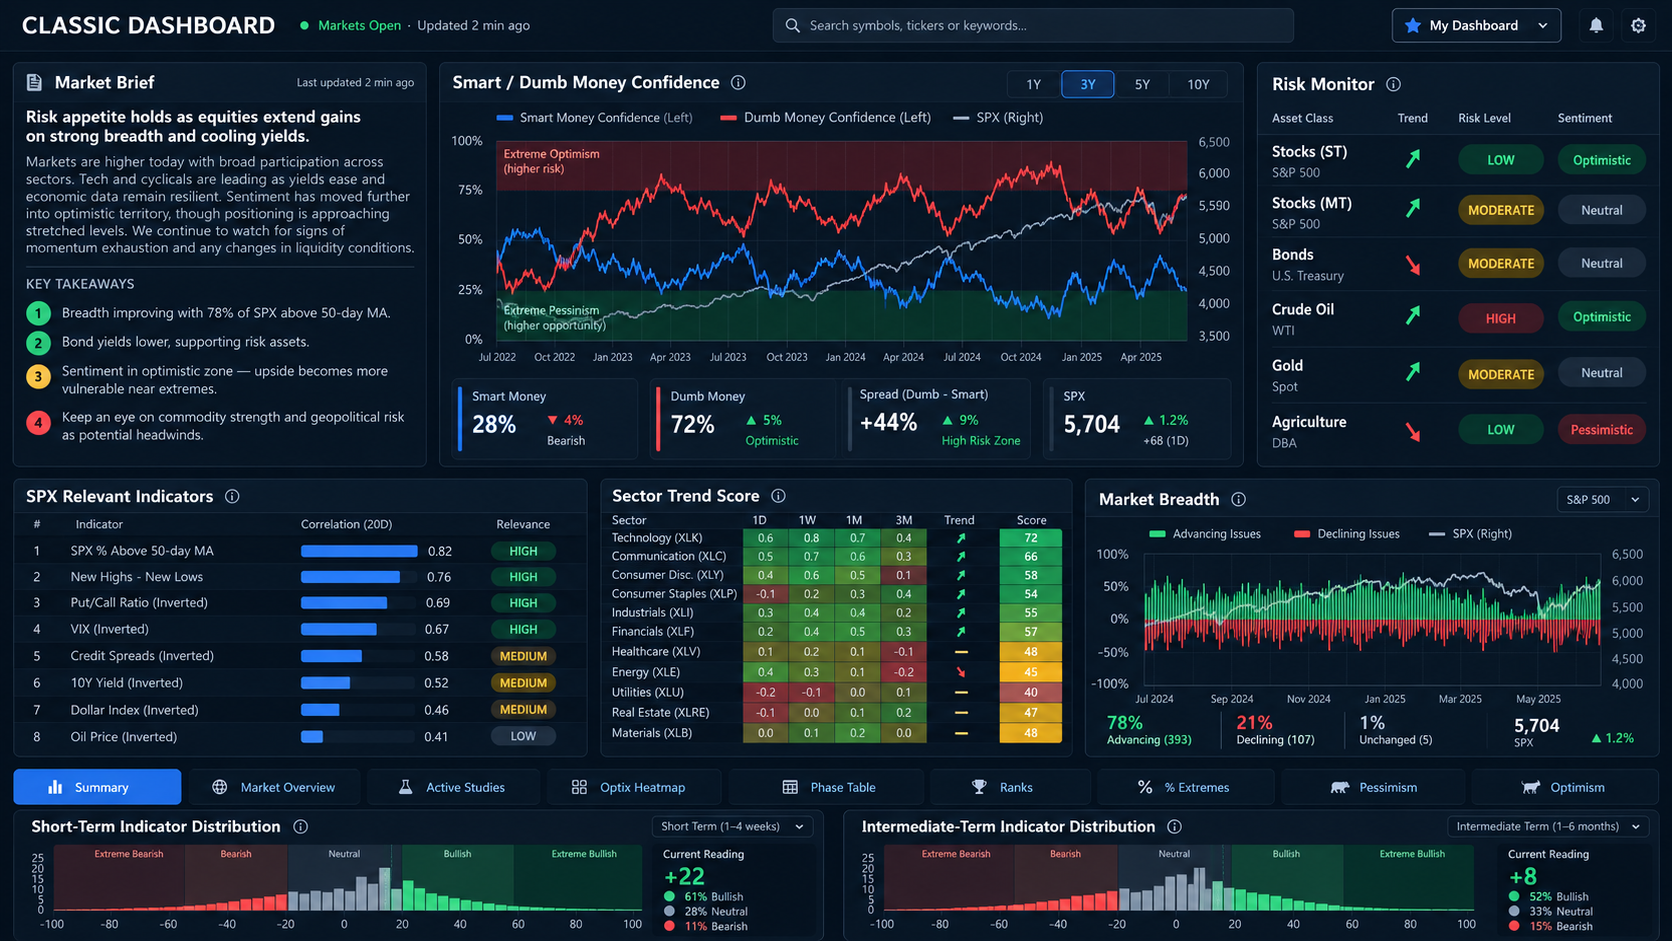 CLASSIC DASHBOARD
Markets Open · Updated 2 min ago
Search symbols, tickers or keywords...
My Dashboard
Market Brief
Last updated 2 min ago
Risk appetite holds as equities extend gains
on strong breadth and cooling yields.
Markets are higher today with broad participation across
sectors. Tech and cyclicals are leading as yields ease and
economic data remain resilient. Sentiment has moved further
into optimistic territory, though positioning is approaching
stretched levels. We continue to watch for signs of
momentum exhaustion and any changes in liquidity conditions.
KEY TAKEAWAYS
1 Breadth improving with 78% of SPX above 50-day MA.
2 Bond yields lower, supporting risk assets.
3 Sentiment in optimistic zone — upside becomes more
vulnerable near extremes.
4 Keep an eye on commodity strength and geopolitical risk
as potential headwinds.
Smart / Dumb Money Confidence
1Y 3Y 5Y 10Y
Smart Money Confidence (Left) Dumb Money Confidence (Left) SPX (Right)
100%
75%
50%
25%
0%
Extreme Optimism
(higher risk)
Extreme Pessinism
(higher opportunity)
6,500
6,000
5,590
5,000
4,500
4,000
3,500
Jul 2022 Oct 2022 Jan 2023 Apr 2023 Jul 2023 Oct 2023 Jan 2024 Apr 2024 Jul 2024 Oct 2024 Jan 2025 Apr 2025
Smart Money
28% ▼ 4%
Bearish
Dumb Money
72% ▲ 5%
Optimistic
Spread (Dumb - Smart)
+44% ▲ 9%
High Risk Zone
SPX
5,704 ▲ 1.2%
+68 (1D)
Risk Monitor
Asset Class Trend Risk Level Sentiment
Stocks (ST) LOW Optimistic
S&P 500
Stocks (MT) MODERATE Neutral
S&P 500
Bonds MODERATE Neutral
U.S. Treasury
Crude Oil HIGH Optimistic
WTI
Gold MODERATE Neutral
Spot
Agriculture LOW Pessimistic
DBA
SPX Relevant Indicators
# Indicator Correlation (20D) Relevance
1 SPX % Above 50-day MA 0.82 HIGH
2 New Highs - New Lows 0.76 HIGH
3 Put/Call Ratio (Inverted) 0.69 HIGH
4 VIX (Inverted) 0.67 HIGH
5 Credit Spreads (Inverted) 0.58 MEDIUM
6 10Y Yield (Inverted) 0.52 MEDIUM
7 Dollar Index (Inverted) 0.46 MEDIUM
8 Oil Price (Inverted) 0.41 LOW
Sector Trend Score
Sector 1D 1W 1M 3M Trend Score
Technology (XLK) 0.6 0.8 0.7 0.4 72
Communication (XLC) 0.5 0.7 0.6 0.3 66
Consumer Disc. (XLY) 0.4 0.6 0.5 0.1 58
Consumer Staples (XLP) -0.1 0.2 0.3 0.4 54
Industrials (XLI) 0.3 0.4 0.4 0.2 55
Financials (XLF) 0.2 0.4 0.5 0.3 57
Healthcare (XLV) 0.1 0.2 0.1 -0.1 48
Energy (XLE) 0.4 0.3 0.1 -0.2 45
Utilities (XLU) -0.2 -0.1 0.0 0.1 40
Real Estate (XLRE) -0.1 0.0 0.1 0.2 47
Materials (XLB) 0.0 0.1 0.2 0.0 48
Market Breadth
S&P 500
Advancing Issues Declining Issues SPX (Right)
100%
50%
0%
-50%
-100%
6,500
6,000
5,500
5,000
4,500
4,000
Jul 2024 Sep 2024 Nov 2024 Jan 2025 Mar 2025 May 2025
78%
Advancing (393)
21%
Declining (107)
1%
Unchanged (5)
5,704
SPX
▲ 1.2%
Summary Market Overview Active Studies Optix Heatmap Phase Table Ranks % Extremes Pessimism Optimism
Short-Term Indicator Distribution
Short Term (1–4 weeks)
25
20
15
10
5
0
Extreme Bearish Bearish Neutral Bullish Extreme Bullish
-100 -80 -60 -40 -20 0 20 40 60 80 100
Current Reading
+22
61% Bullish
28% Neutral
11% Bearish
Intermediate-Term Indicator Distribution
Intermediate Term (1–6 months)
25
20
15
10
5
0
Extreme Bearish Bearish Neutral Bullish Extreme Bullish
-100 -80 -60 -40 -20 0 20 40 60 80 100
Current Reading
+8
52% Bullish
33% Neutral
15% Bearish